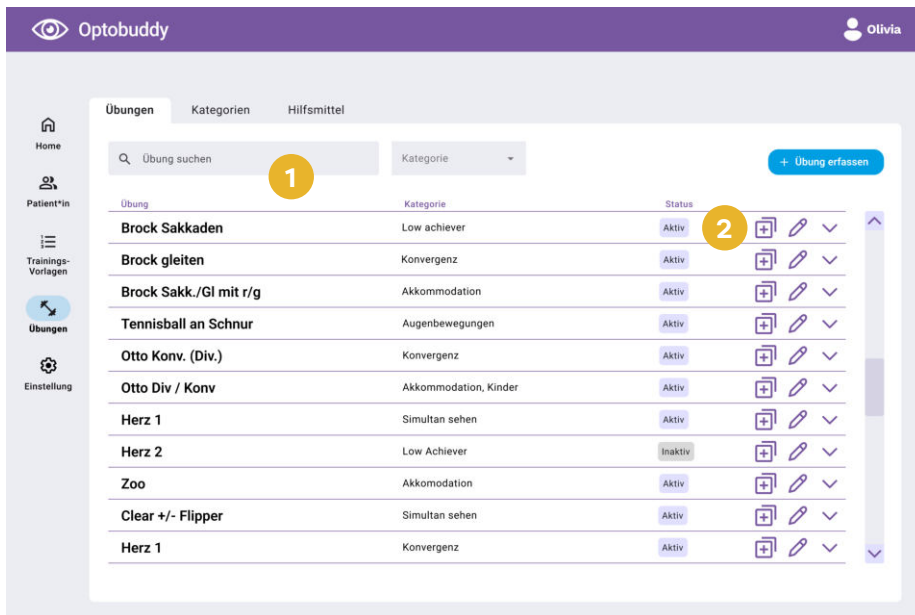 Optobuddy
Olivia
Übungen Kategorien Hilfsmittel
Home
Patient*in
Trainings-
Vorlagen
Übungen
Einstellung
Übung suchen
1
Kategorie
+ Übung erfassen
Übung Kategorie Status
2
Brock Sakkaden Low achiever Aktiv
Brock gleiten Konvergenz Aktiv
Brock Sakk./Gl mit r/g Akkommodation Aktiv
Tennisball an Schnur Augenbewegungen Aktiv
Otto Konv. (Div.) Konvergenz Aktiv
Otto Div / Konv Akkommodation, Kinder Aktiv
Herz 1 Simultan sehen Aktiv
Herz 2 Low Achiever Inaktiv
Zoo Akkomodation Aktiv
Clear +/- Flipper Simultan sehen Aktiv
Herz 1 Konvergenz Aktiv